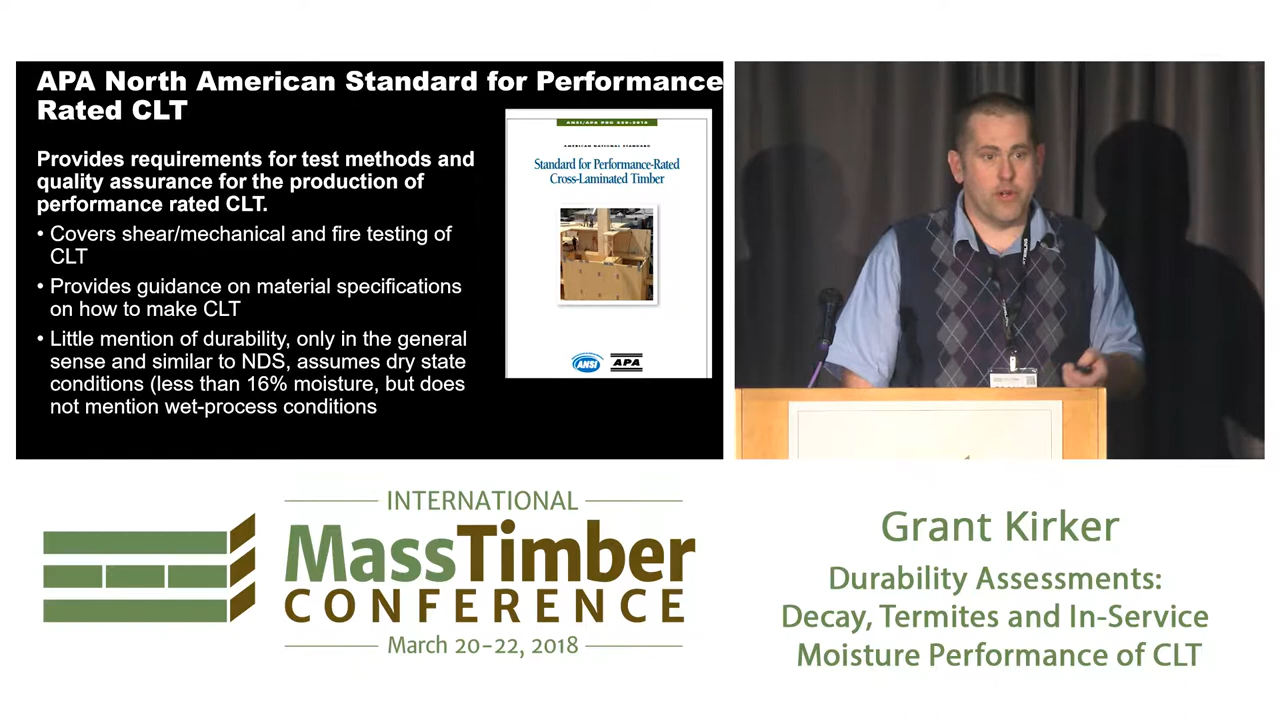 APA North American Standard for Performance
Rated CLT
Provides requirements for test methods and
quality assurance for the production of
performance rated CLT.
• Covers shear/mechanical and fire testing of
CLT
• Provides guidance on material specifications
on how to make CLT
• Little mention of durability, only in the general
sense and similar to NDS, assumes dry state
conditions (less than 16% moisture, but does
not mention wet-process conditions
AMERICAN NATIONAL STANDARD
Standard for Performance-Rated
Cross-Laminated Timber
ANSI
APA
INTERNATIONAL
MassTimber
CONFERENCE
March 20-22, 2018
Grant Kirker
Durability Assessments:
Decay, Termites and In-Service
Moisture Performance of CLT